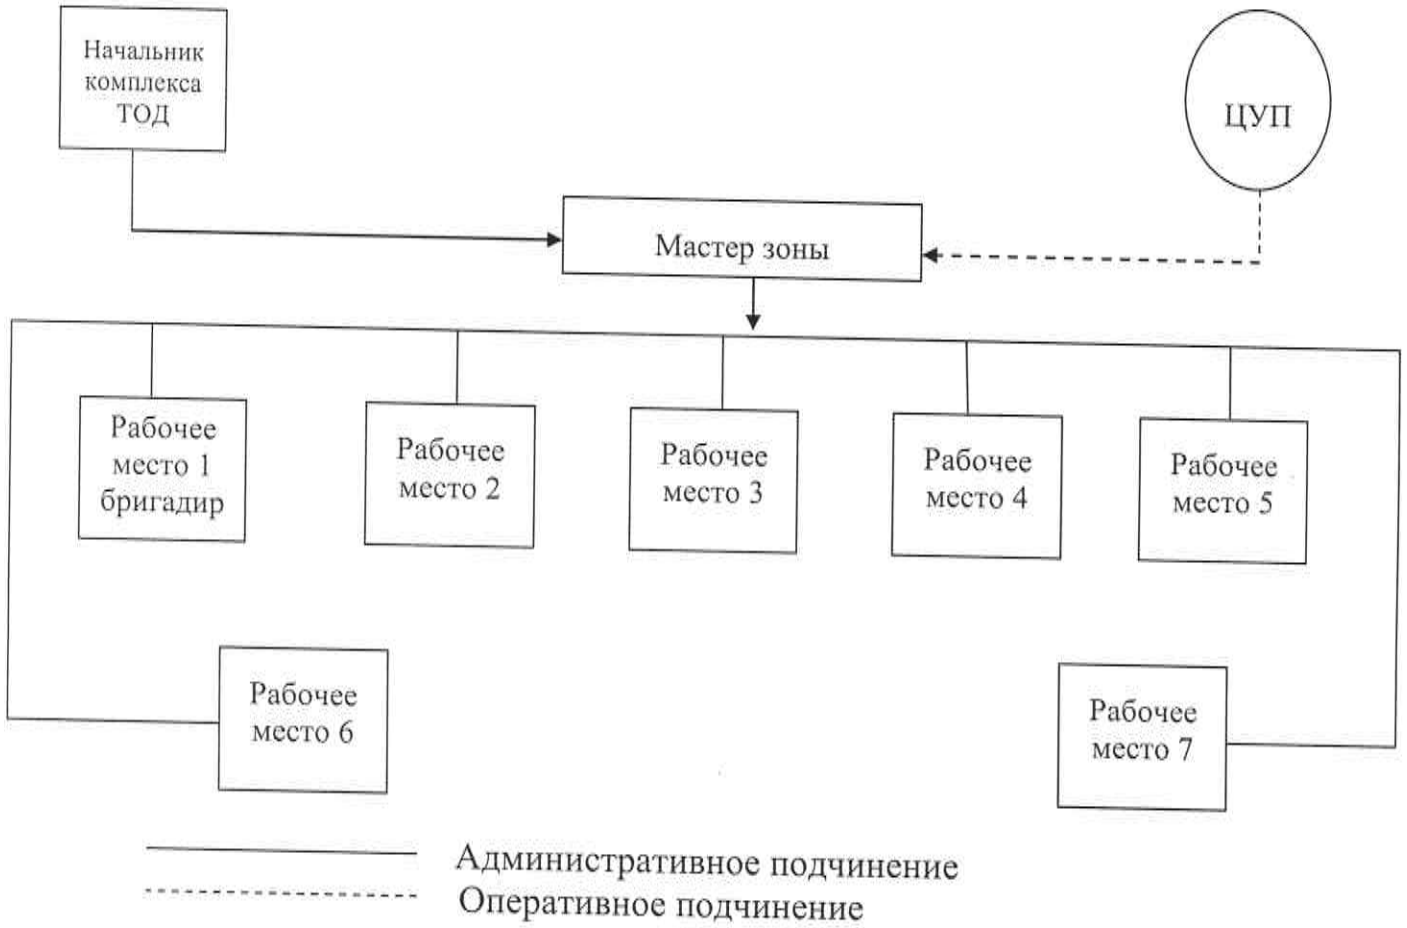 Начальник
комплекса
ТОД
ЦУП
Мастер зоны
Рабочее
место 1
бригадир
Рабочее
место 2
Рабочее
место 3
Рабочее
место 4
Рабочее
место 5
Рабочее
место 6
Рабочее
место 7
Административное подчинение
Оперативное подчинение